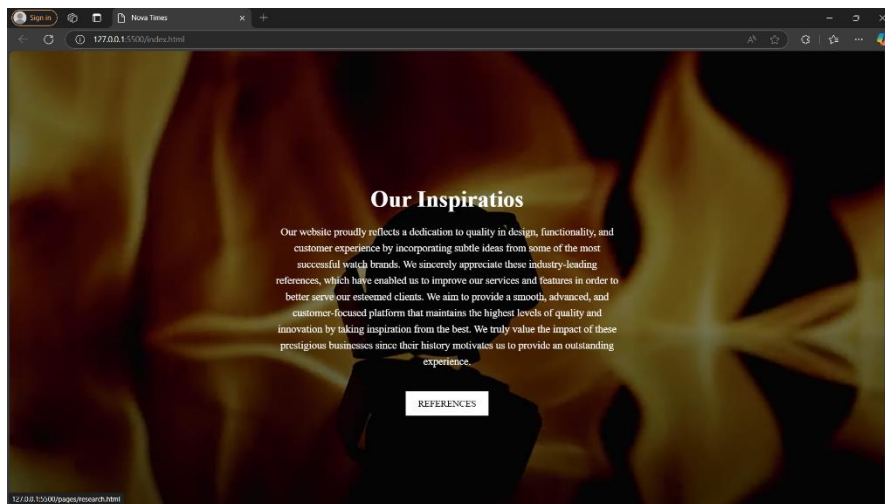 Sign in
Nova Times
127.0.0.1:5500/index.html
Our Inspiratios
Our website proudly reflects a dedication to quality in design, functionality, and
customer experience by incorporating subtle ideas from some of the most
successful watch brands. We sincerely appreciate these industry-leading
references, which have enabled us to improve our services and features in order to
better serve our esteemed clients. We aim to provide a smooth, advanced, and
customer-focused platform that maintains the highest levels of quality and
innovation by taking inspiration from the best. We truly value the impact of these
prestigious businesses since their history motivates us to provide an outstanding
experience.
REFERENCES
127.0.0.1:5500/pages/research.html